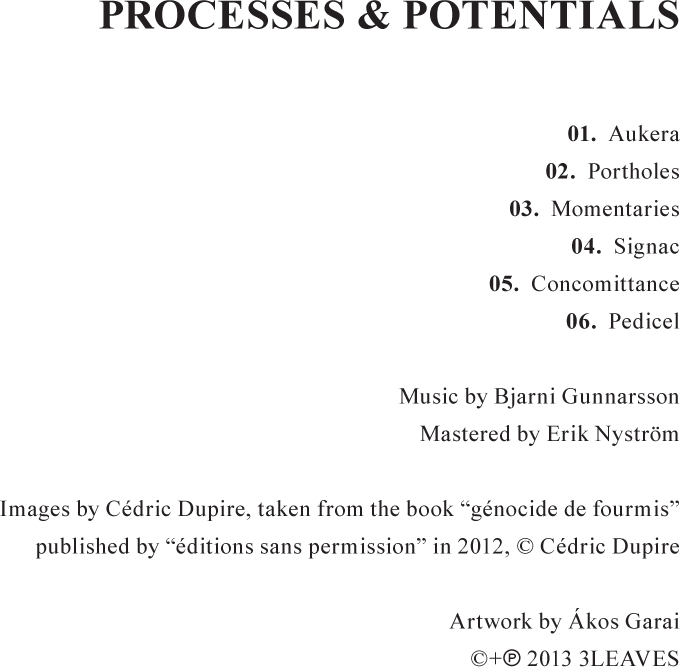 PROCESSES & POTENTIALS
01. Aukera
02. Portholes
03. Momentaries
04. Signac
05. Concomittance
06. Pedicel
Music by Bjarni Gunnarsson
Mastered by Erik Nyström
Images by Cédric Dupire, taken from the book “génocide de fourmis”
published by “éditions sans permission” in 2012, © Cédric Dupire
Artwork by Ákos Garai
©+℗ 2013 3LEAVES